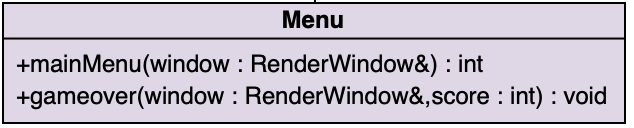 Menu
+mainMenu(window : RenderWindow&) : int
+gameover(window : RenderWindow&,score : int) : void